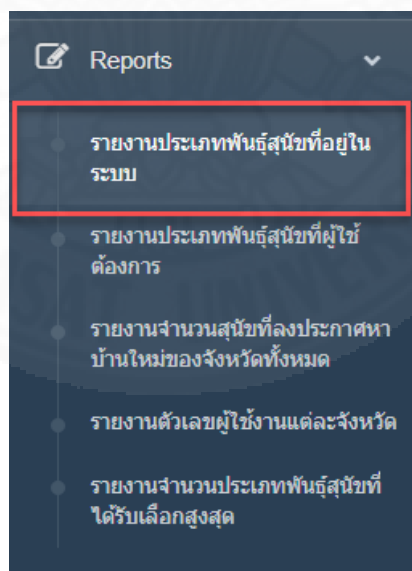 Reports
รายงานประเภทพันธุ์สุนัขที่อยู่ใน
ระบบ
รายงานประเภทพันธุ์สุนัขที่ผู้ใช้
ต้องการ
รายงานจำนวนสุนัขที่ลงประกาศหา
บ้านใหม่ของจังหวัดทั้งหมด
รายงานตัวเลขผู้ใช้งานแต่ละจังหวัด
รายงานจำนวนประเภทพันธุ์สุนัขที่
ได้รับเลือกสูงสุด